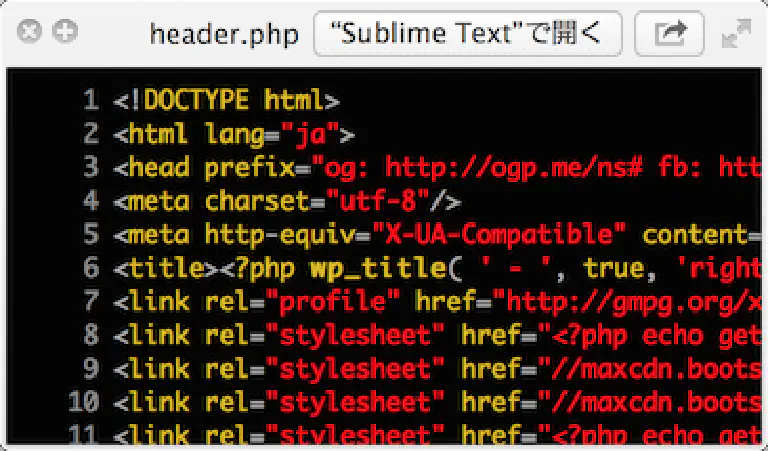 header.php “Sublime Text”で開く
1 <!DOCTYPE html>
2 <html lang="ja">
3 <head prefix="og: http://ogp.me/ns# fb: htt
4 <meta charset="utf-8"/>
5 <meta http-equiv="X-UA-Compatible" content=
6 <title><?php wp_title( ' - ', true, 'right
7 <link rel="profile" href="http://gmpg.org/x
8 <link rel="stylesheet" href="<?php echo get
9 <link rel="stylesheet" href="//maxcdn.boots
10 <link rel="stylesheet" href="//maxcdn.boots
11 <link rel="stylesheet" href="<?php echo get